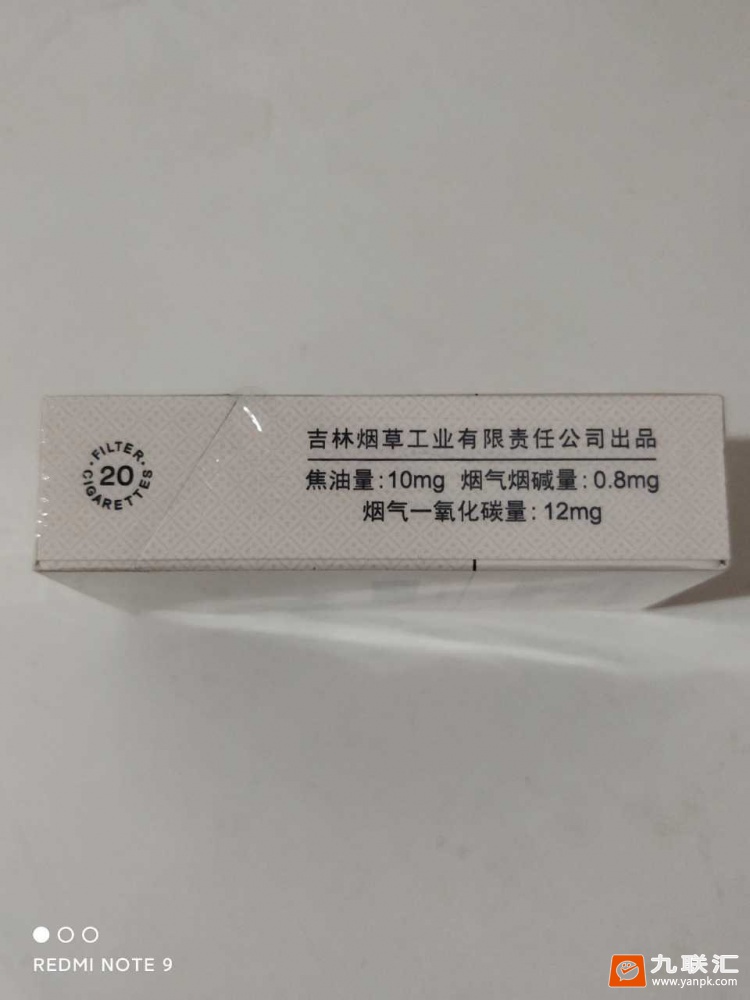 FILTER
20
CIGARETTES
吉林烟草工业有限责任公司出品
焦油量:10mg 烟气烟碱量:0.8mg
烟气一氧化碳量:12mg
REDMI NOTE 9
九联汇
www.yanpk.com